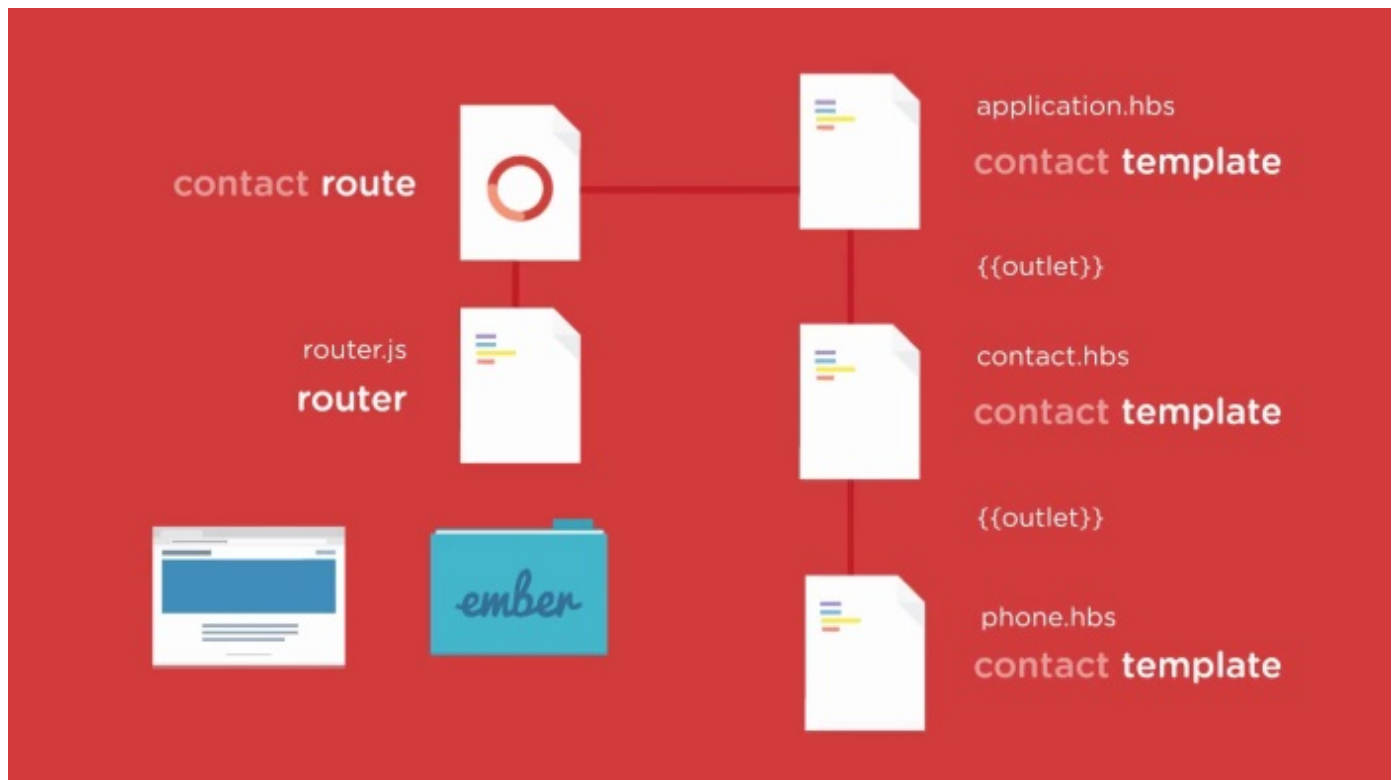 contact route
router.js
router
ember
application.hbs
contact template
{{outlet}}
contact.hbs
contact template
{{outlet}}
phone.hbs
contact template